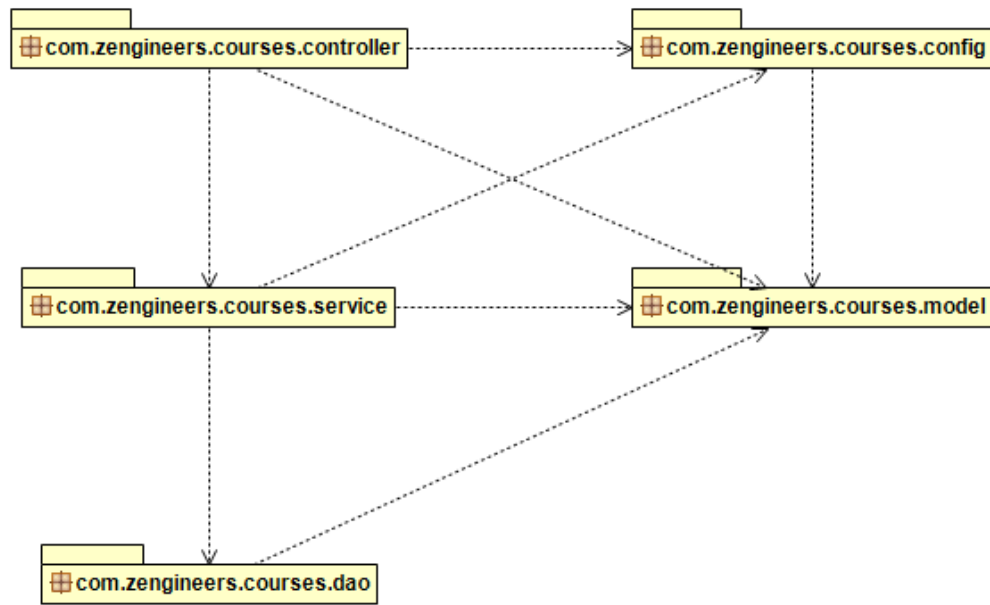 com.zengineers.courses.controller
com.zengineers.courses.config
com.zengineers.courses.service
com.zengineers.courses.model
com.zengineers.courses.dao